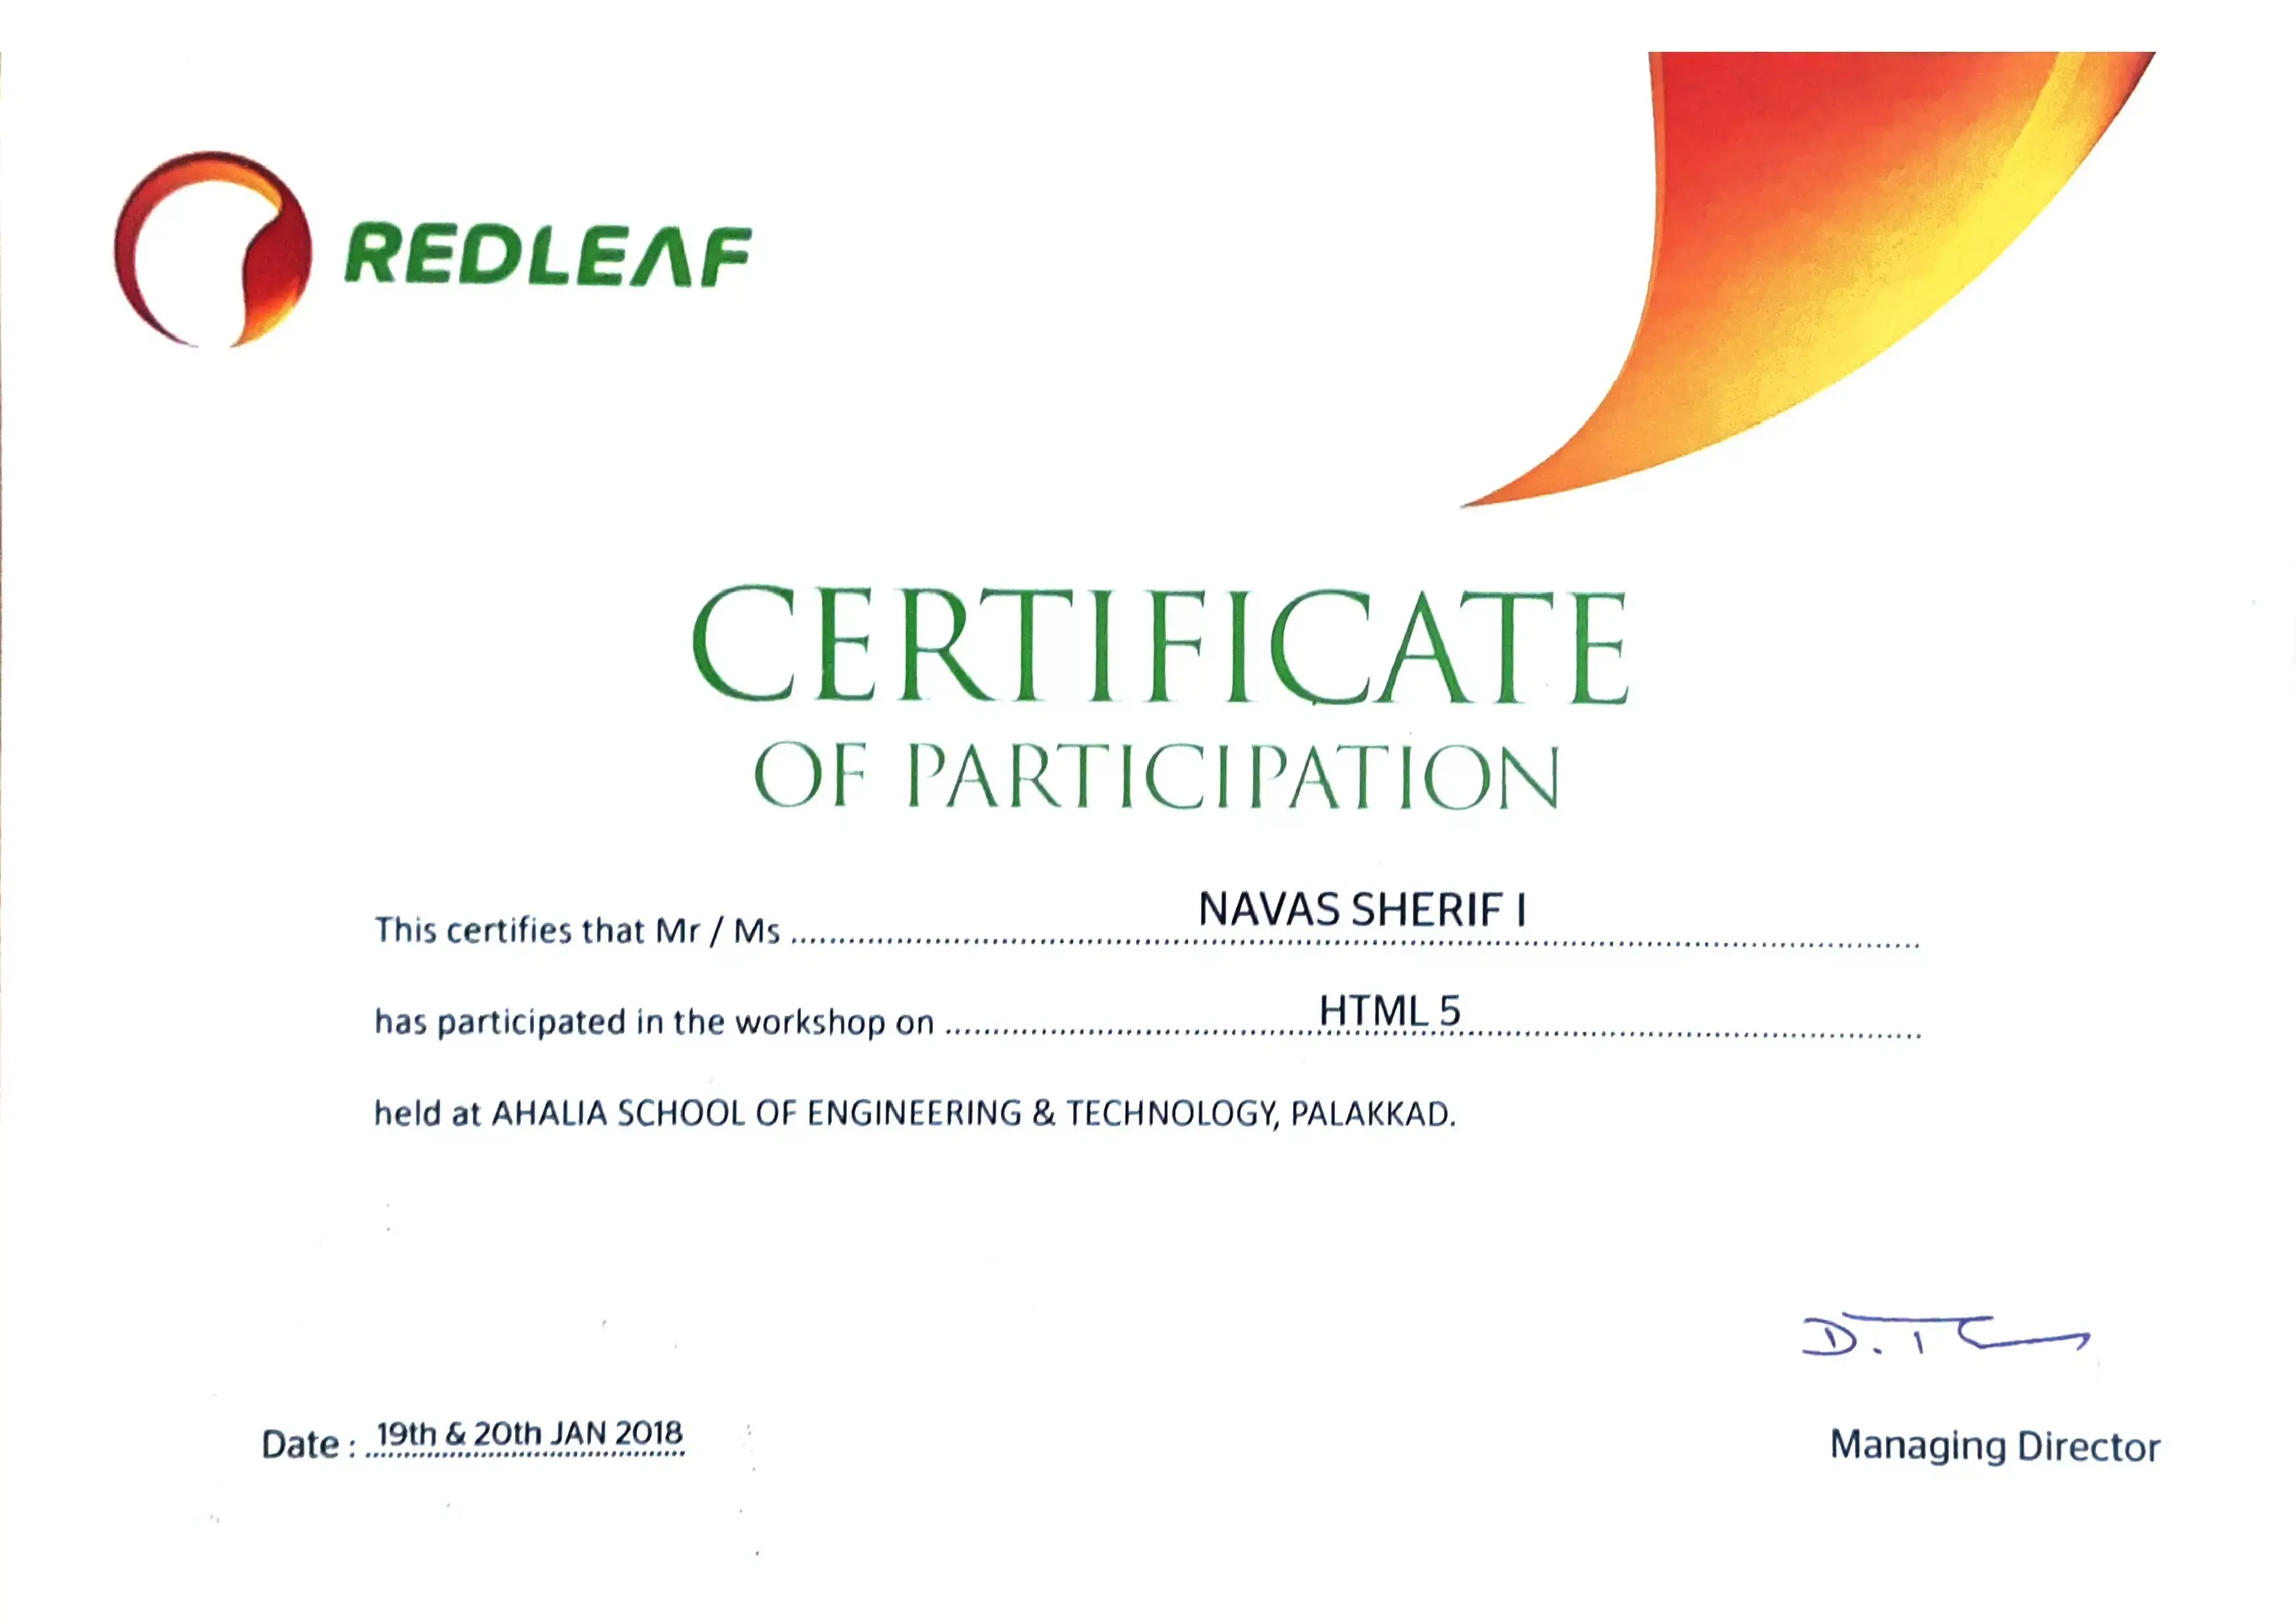 REDLEAF
CERTIFICATE
OF PARTICIPATION
This certifies that Mr / Ms NAVAS SHERIF I
has participated in the workshop on HTML 5
held at AHALIA SCHOOL OF ENGINEERING & TECHNOLOGY, PALAKKAD.
Date : 19th & 20th JAN 2018
Managing Director